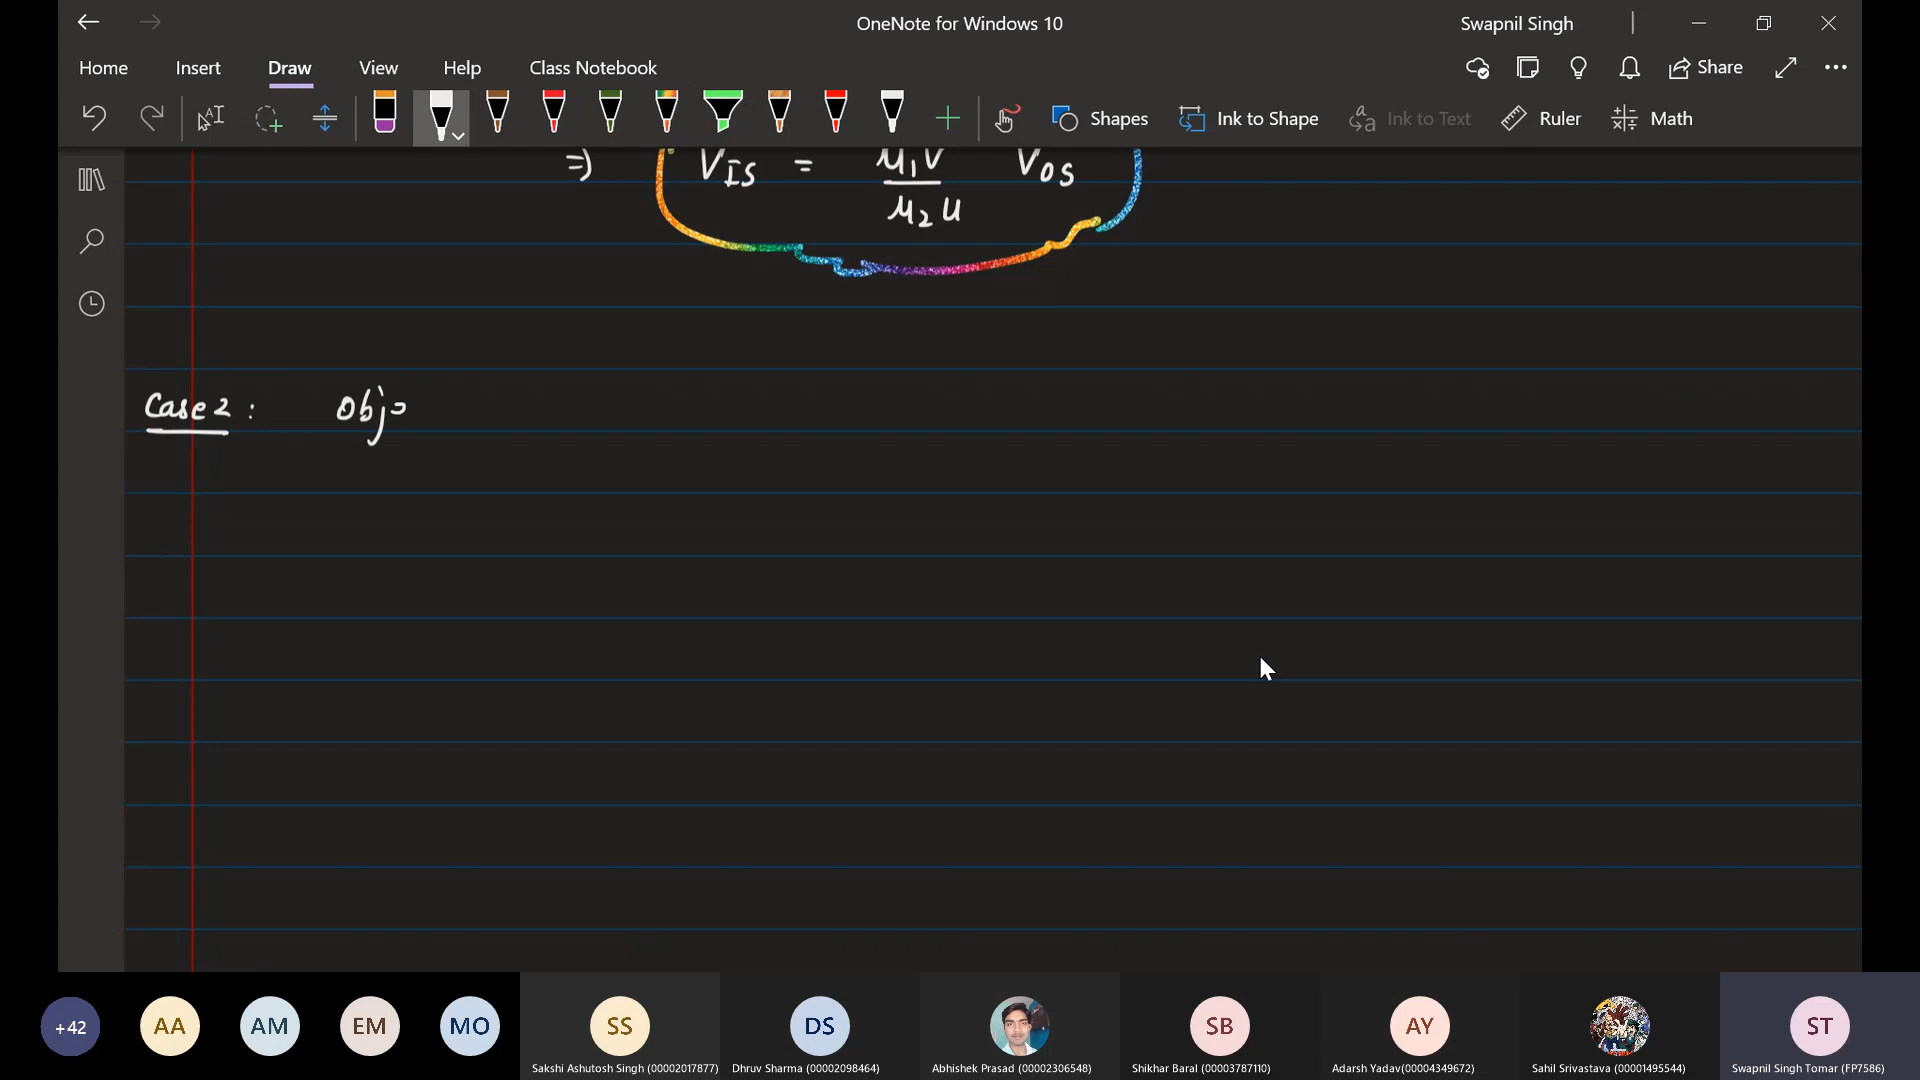 OneNote for Windows 10
Swapnil Singh
Home Insert Draw View Help Class Notebook
Share
Shapes Ink to Shape Ink to Text Ruler Math
=) V_IS = μ₁v V_OS
μ₂u
Case 2 : Obj
+42 AA AM EM MO SS DS SB AY ST
Sakshi Ashutosh Singh (00002017877) Dhruv Sharma (00002098464) Abhishek Prasad (00002306548) Shikhar Baral (00003787110) Adarsh Yadav(00004349672) Sahil Srivastava (00001495544) Swapnil Singh Tomar (FP7586)